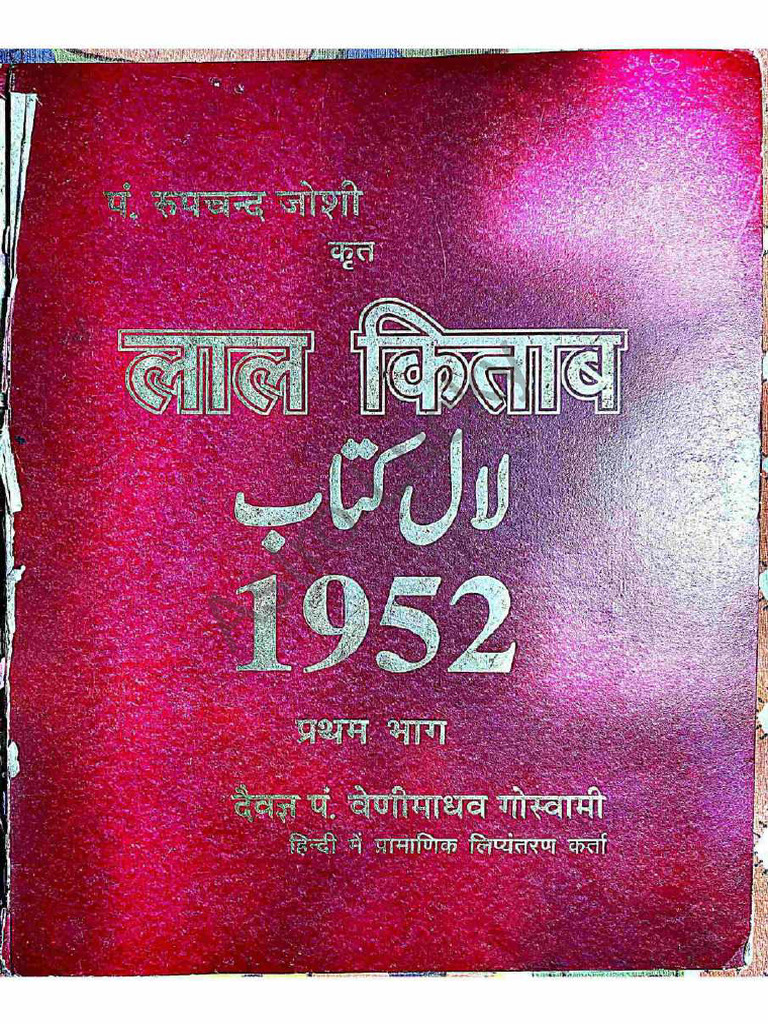 पं. रुपचन्द जोशी
कृत
लाल किताब
لال کتاب
1952
प्रथम भाग
दैवज्ञ पं. वेणीमाधव गोस्वामी
हिन्दी में प्रामाणिक लिप्यंतरण कर्ता